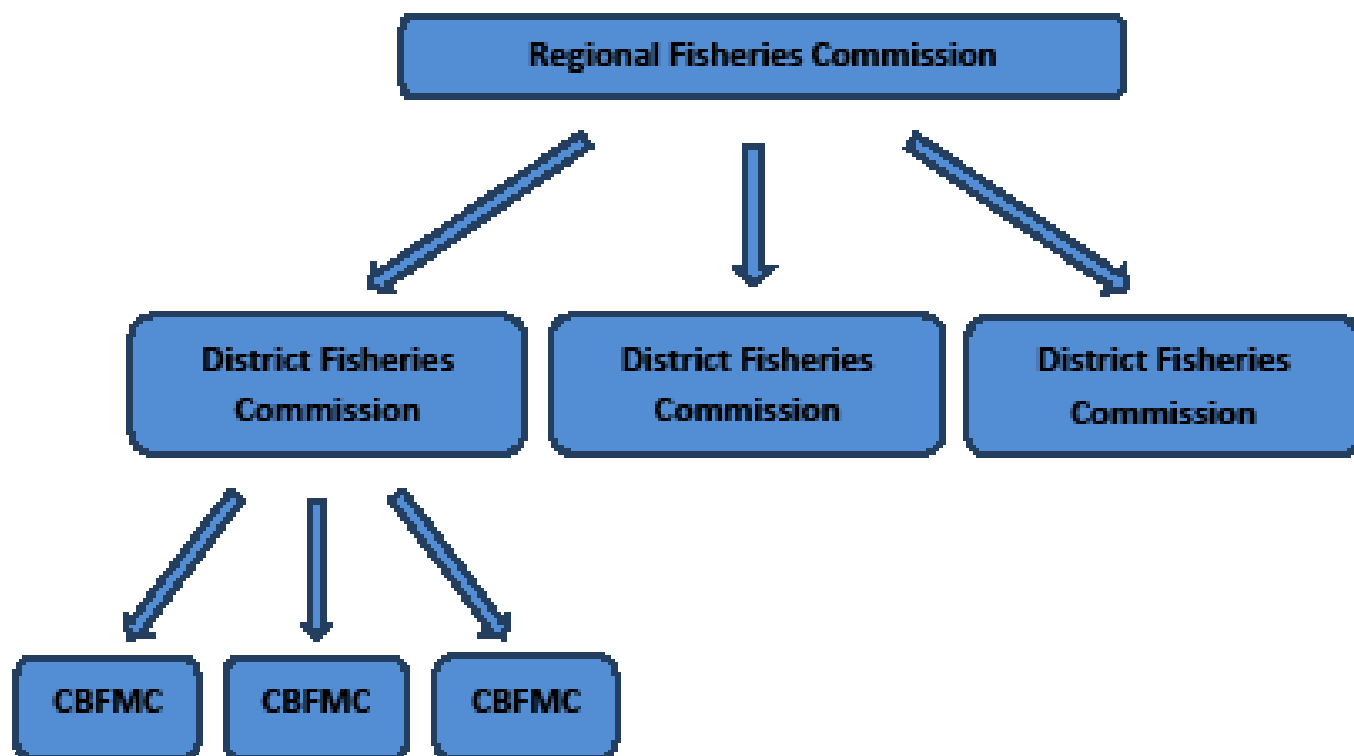 Regional Fisheries Commission
District Fisheries
Commission
District Fisheries
Commission
District Fisheries
Commission
CBFMC
CBFMC
CBFMC